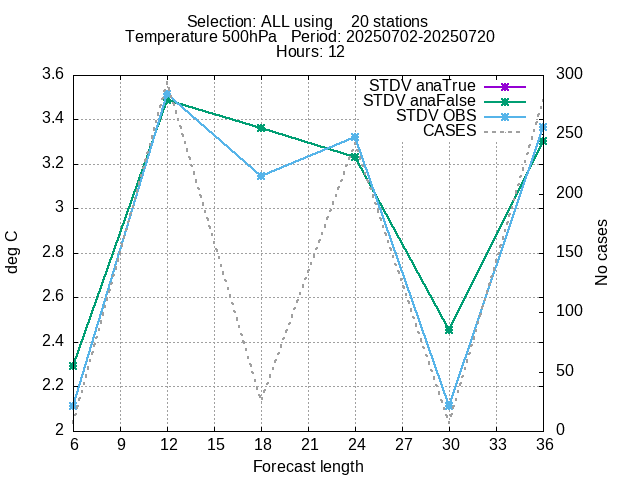 Selection: ALL using    20 stations
Temperature 500hPa   Period: 20250702-20250720
Hours: 12
STDV anaTrue
STDV anaFalse
STDV OBS
CASES
3.6
3.4
3.2
3
2.8
2.6
2.4
2.2
2
deg C
300
250
200
150
100
50
0
No cases
6 9 12 15 18 21 24 27 30 33 36
Forecast length